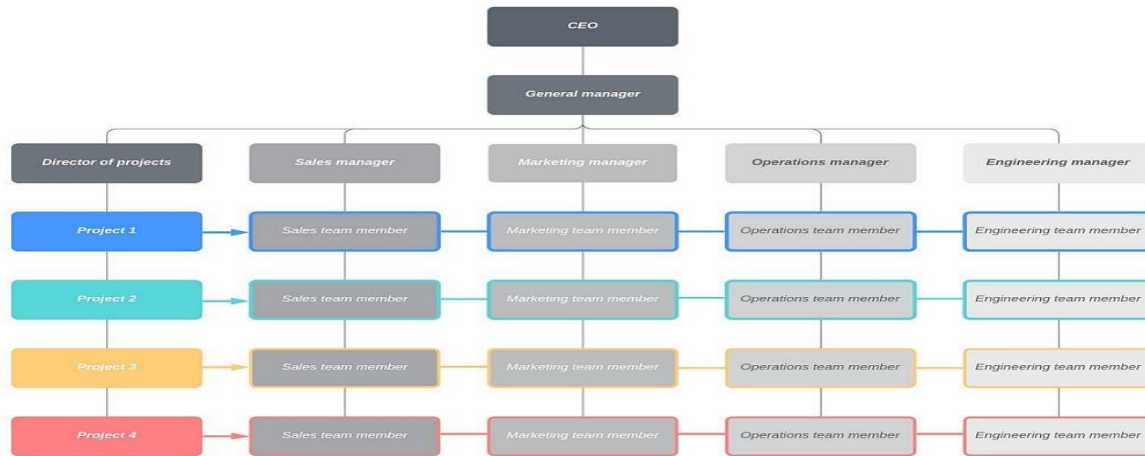 CEO
General manager
Director of projects
Sales manager
Marketing manager
Operations manager
Engineering manager
Project 1
Sales team member
Marketing team member
Operations team member
Engineering team member
Project 2
Sales team member
Marketing team member
Operations team member
Engineering team member
Project 3
Sales team member
Marketing team member
Operations team member
Engineering team member
Project 4
Sales team member
Marketing team member
Operations team member
Engineering team member